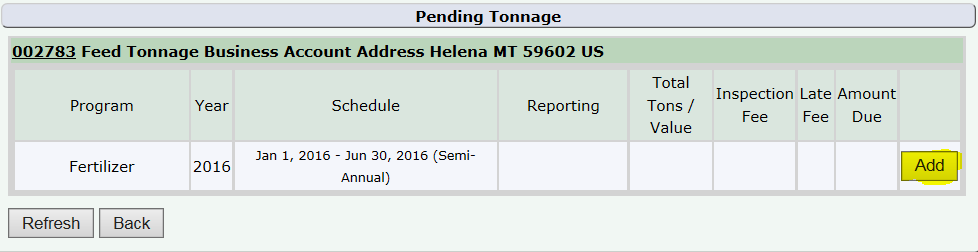 Pending Tonnage
002783 Feed Tonnage Business Account Address Helena MT 59602 US
Program Year Schedule Reporting Total Tons / Value Inspection Fee Late Fee Amount Due
Fertilizer 2016 Jan 1, 2016 - Jun 30, 2016 (Semi-Annual) Add
Refresh Back